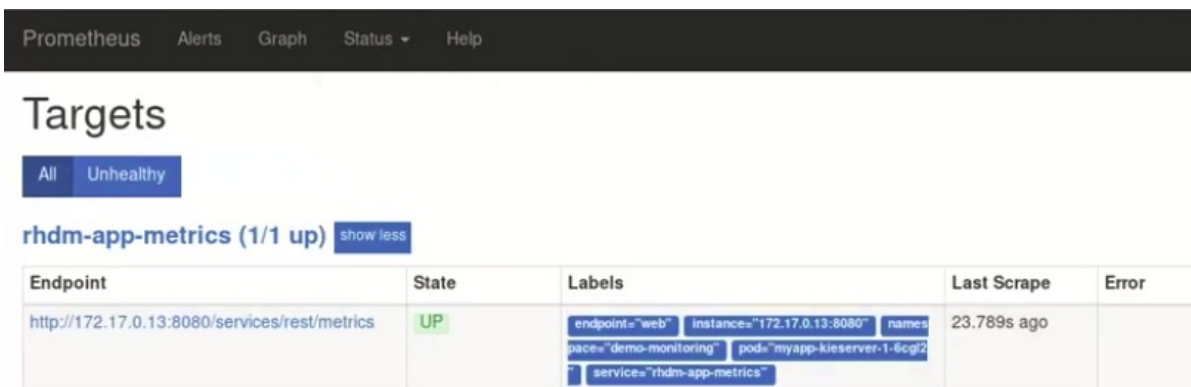 Prometheus Alerts Graph Status Help
Targets
All Unhealthy
rhdm-app-metrics (1/1 up) show less
Endpoint State Labels Last Scrape Error
http://172.17.0.13:8080/services/rest/metrics UP endpoint="web" instance="172.17.0.13:8080" names 23.789s ago
pace="demo-monitoring" pod="myapp-kieserver-1-6cgl2
" service="rhdm-app-metrics"